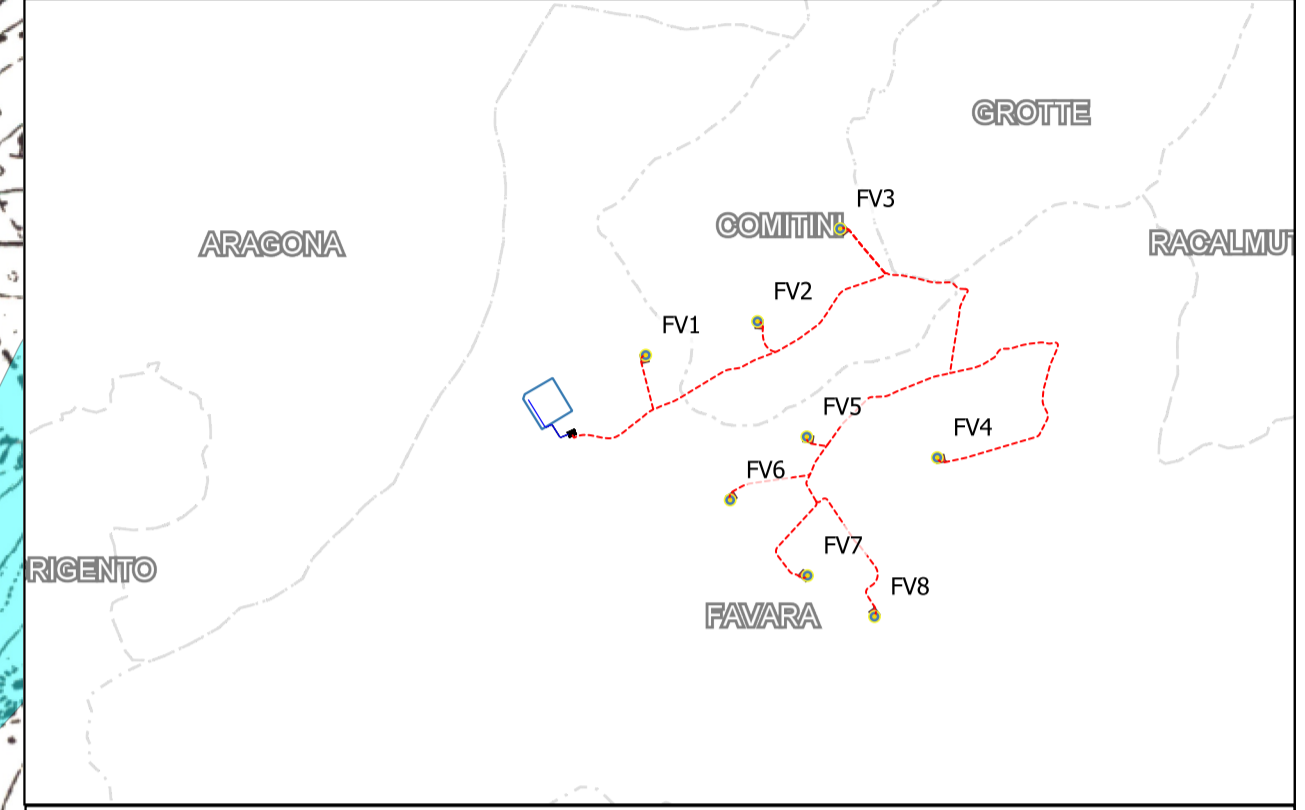 GROTTE
FV3
COMITINI
ARAGONA
RACALMUT
FV2
FV1
FV5
FV4
FV6
FV7
RIGENTO
FV8
FAVARA